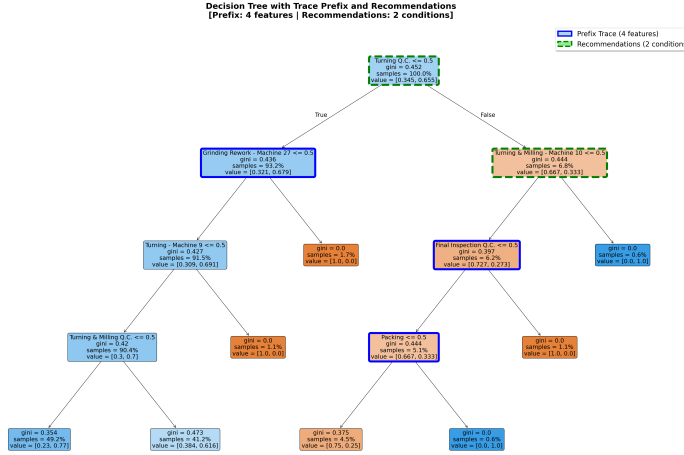 Decision Tree with Trace Prefix and Recommendations
[Prefix: 4 features | Recommendations: 2 conditions]
Prefix Trace (4 features)
Recommendations (2 conditions
Turning Q.C. <= 0.5
gini = 0.452
samples = 100.0%
value = [0.345, 0.655]
True
False
Grinding Rework - Machine 27 <= 0.5
gini = 0.436
samples = 93.2%
value = [0.321, 0.679]
Turning & Milling - Machine 10 <= 0.5
gini = 0.444
samples = 6.8%
value = [0.667, 0.333]
Turning - Machine 9 <= 0.5
gini = 0.427
samples = 91.5%
value = [0.309, 0.691]
gini = 0.0
samples = 1.7%
value = [1.0, 0.0]
Final Inspection Q.C. <= 0.5
gini = 0.397
samples = 6.2%
value = [0.727, 0.273]
gini = 0.0
samples = 0.6%
value = [0.0, 1.0]
Turning & Milling Q.C. <= 0.5
gini = 0.42
samples = 90.4%
value = [0.3, 0.7]
gini = 0.0
samples = 1.1%
value = [1.0, 0.0]
Packing <= 0.5
gini = 0.444
samples = 5.1%
value = [0.667, 0.333]
gini = 0.0
samples = 1.1%
value = [1.0, 0.0]
gini = 0.354
samples = 49.2%
value = [0.23, 0.77]
gini = 0.473
samples = 41.2%
value = [0.384, 0.616]
gini = 0.375
samples = 4.5%
value = [0.75, 0.25]
gini = 0.0
samples = 0.6%
value = [0.0, 1.0]